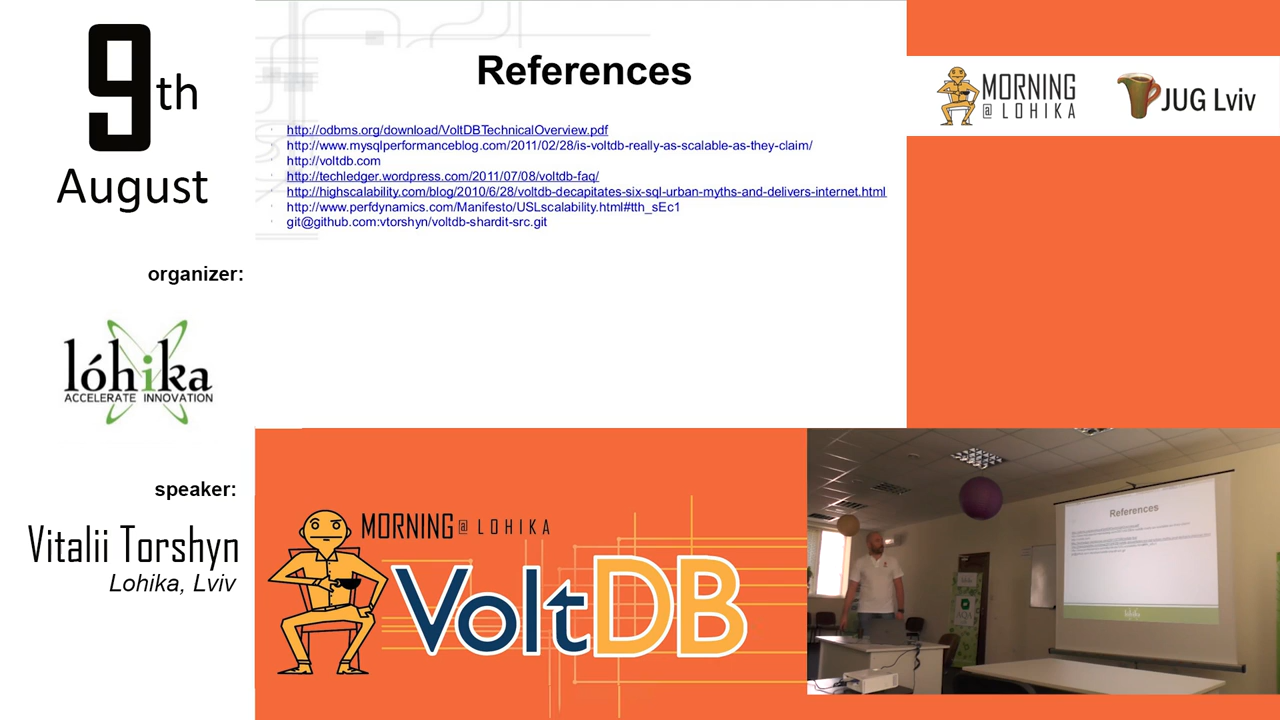 9th
August
organizer:
lóhika
ACCELERATE INNOVATION
speaker:
Vitalii Torshyn
Lohika, Lviv
References
http://odbms.org/download/VoltDBTechnicalOverview.pdf
http://www.mysqlperformanceblog.com/2011/02/28/is-voltdb-really-as-scalable-as-they-claim/
http://voltdb.com
http://techledger.wordpress.com/2011/07/08/voltdb-faq/
http://highscalability.com/blog/2010/6/28/voltdb-decapitates-six-sql-urban-myths-and-delivers-internet.html
http://www.perfdynamics.com/Manifesto/USLscalability.html#tth_sEc1
git@github.com:vtorshyn/voltdb-shardit-src.git
MORNING
@ LOHIKA
JUG Lviv
MORNING @ LOHIKA
VoltDB
References
lóhika